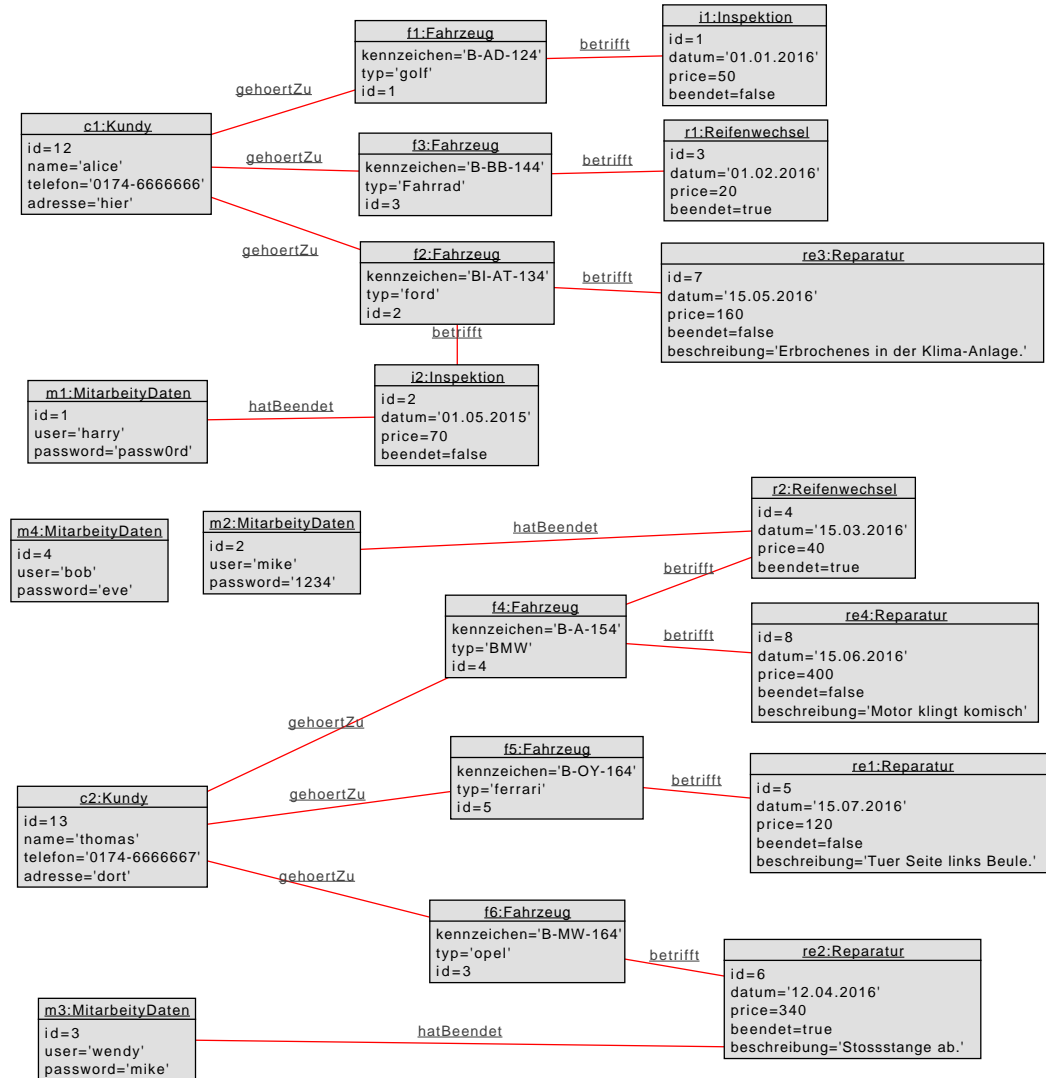 i1:Inspektion
id=1
datum='01.01.2016'
price=50
beendet=false
f1:Fahrzeug
kennzeichen='B-AD-124'
typ='golf'
id=1
betrifft
gehoertZu
c1:Kundy
id=12
name='alice'
telefon='0174-6666666'
adresse='hier'
gehoertZu
f3:Fahrzeug
kennzeichen='B-BB-144'
typ='Fahrrad'
id=3
betrifft
r1:Reifenwechsel
id=3
datum='01.02.2016'
price=20
beendet=true
gehoertZu
f2:Fahrzeug
kennzeichen='BI-AT-134'
typ='ford'
id=2
betrifft
re3:Reparatur
id=7
datum='15.05.2016'
price=160
beendet=false
beschreibung='Erbrochenes in der Klima-Anlage.'
betrifft
m1:MitarbeityDaten
id=1
user='harry'
password='passw0rd'
hatBeendet
i2:Inspektion
id=2
datum='01.05.2015'
price=70
beendet=false
m4:MitarbeityDaten
id=4
user='bob'
password='eve'
m2:MitarbeityDaten
id=2
user='mike'
password='1234'
hatBeendet
r2:Reifenwechsel
id=4
datum='15.03.2016'
price=40
beendet=true
betrifft
f4:Fahrzeug
kennzeichen='B-A-154'
typ='BMW'
id=4
betrifft
re4:Reparatur
id=8
datum='15.06.2016'
price=400
beendet=false
beschreibung='Motor klingt komisch'
gehoertZu
f5:Fahrzeug
kennzeichen='B-OY-164'
typ='ferrari'
id=5
betrifft
re1:Reparatur
id=5
datum='15.07.2016'
price=120
beendet=false
beschreibung='Tuer Seite links Beule.'
c2:Kundy
id=13
name='thomas'
telefon='0174-6666667'
adresse='dort'
gehoertZu
gehoertZu
f6:Fahrzeug
kennzeichen='B-MW-164'
typ='opel'
id=3
betrifft
re2:Reparatur
id=6
datum='12.04.2016'
price=340
beendet=true
beschreibung='Stossstange ab.'
m3:MitarbeityDaten
id=3
user='wendy'
password='mike'
hatBeendet